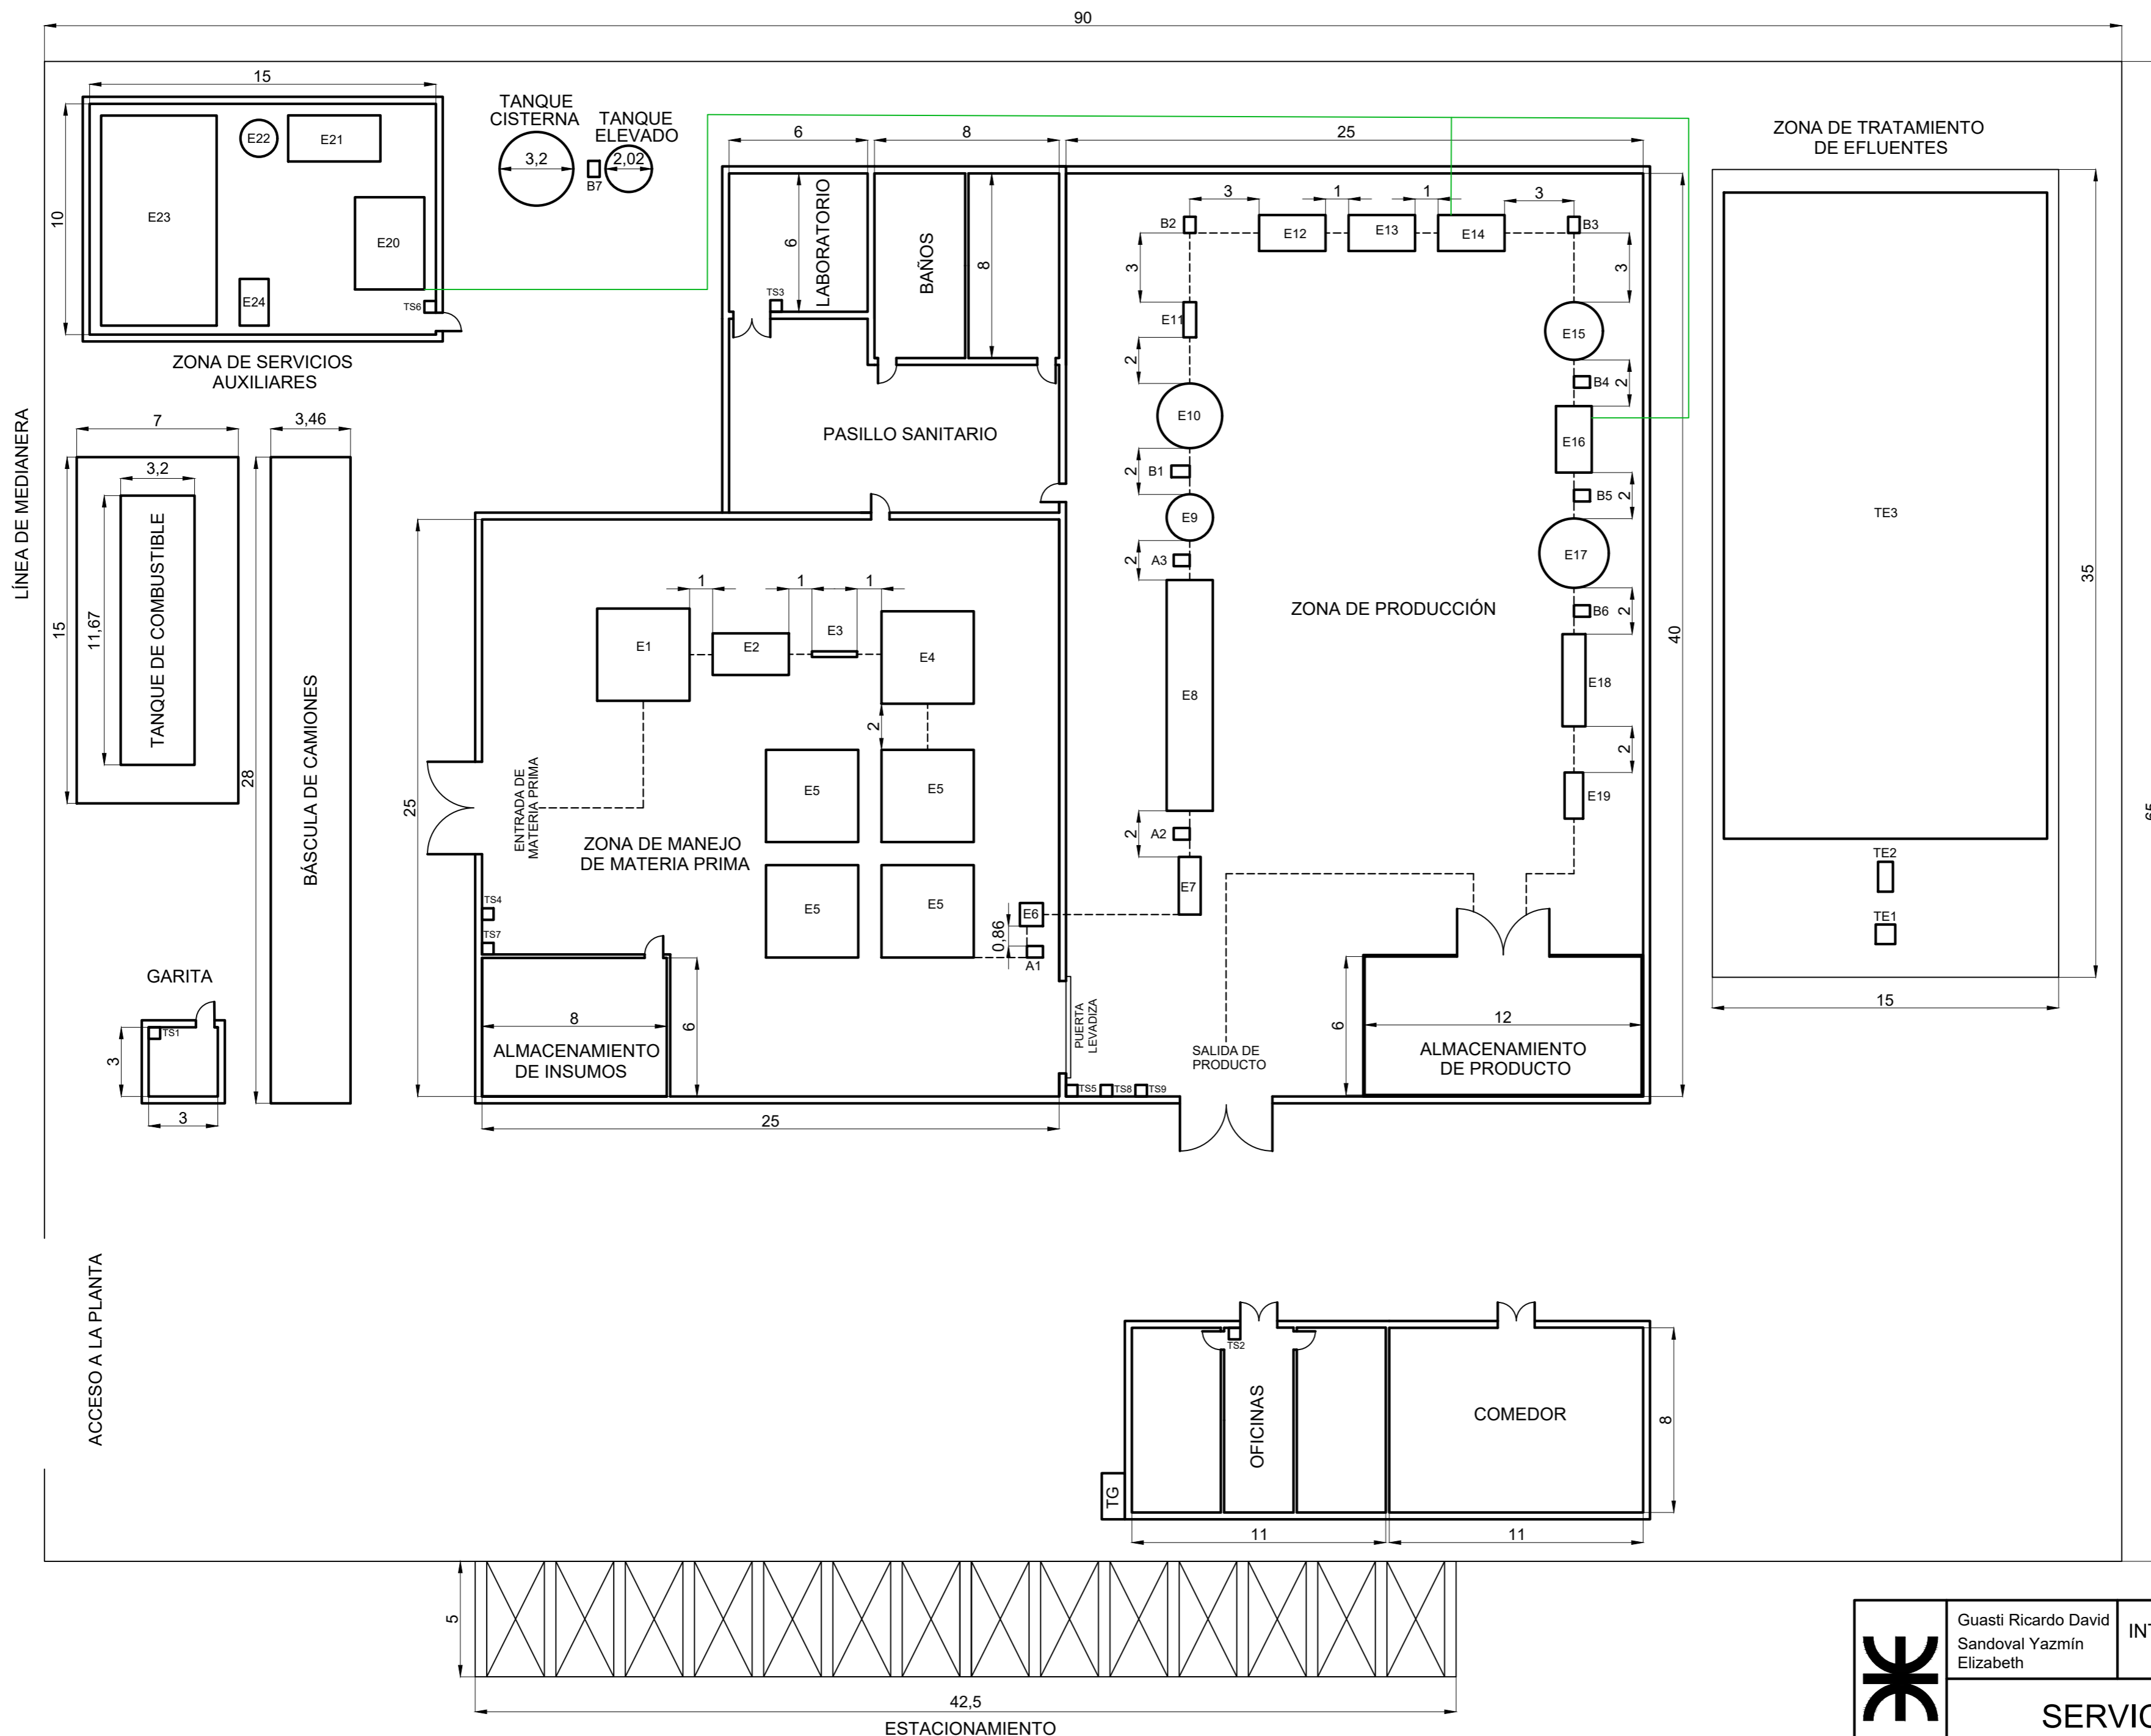 90
15
TANQUE
CISTERNA
TANQUE
ELEVADO
3,2
2,02
B7
6
8
25
ZONA DE TRATAMIENTO
DE EFLUENTES
10
E23
E22
E21
E20
E24
TS6
ZONA DE SERVICIOS
AUXILIARES
6
LABORATORIO
TS3
BAÑOS
8
PASILLO SANITARIO
B2
3
E12
1
E13
1
E14
3
B3
3
3
E11
2
E10
2
B1
E9
2
A3
E8
2
A2
E7
E15
B4
2
E16
B5
2
E17
B6
2
E18
2
E19
ZONA DE PRODUCCIÓN
40
TE3
35
TE2
TE1
15
65
LÍNEA DE MEDIANERA
7
3,46
3,2
15
11,67
TANQUE DE COMBUSTIBLE
28
BÁSCULA DE CAMIONES
25
E1
1
E2
1
E3
1
E4
2
E5
E5
E5
E5
ENTRADA DE
MATERIA PRIMA
ZONA DE MANEJO
DE MATERIA PRIMA
E6
0,86
A1
TS4
TS7
8
6
ALMACENAMIENTO
DE INSUMOS
25
GARITA
TS1
3
3
PUERTA
LEVADIZA
SALIDA DE
PRODUCTO
TS5
TS8
TS9
6
12
ALMACENAMIENTO
DE PRODUCTO
ACCESO A LA PLANTA
TS2
OFICINAS
COMEDOR
8
TG
11
11
5
42,5
ESTACIONAMIENTO
Guasti Ricardo David
Sandoval Yazmín
Elizabeth